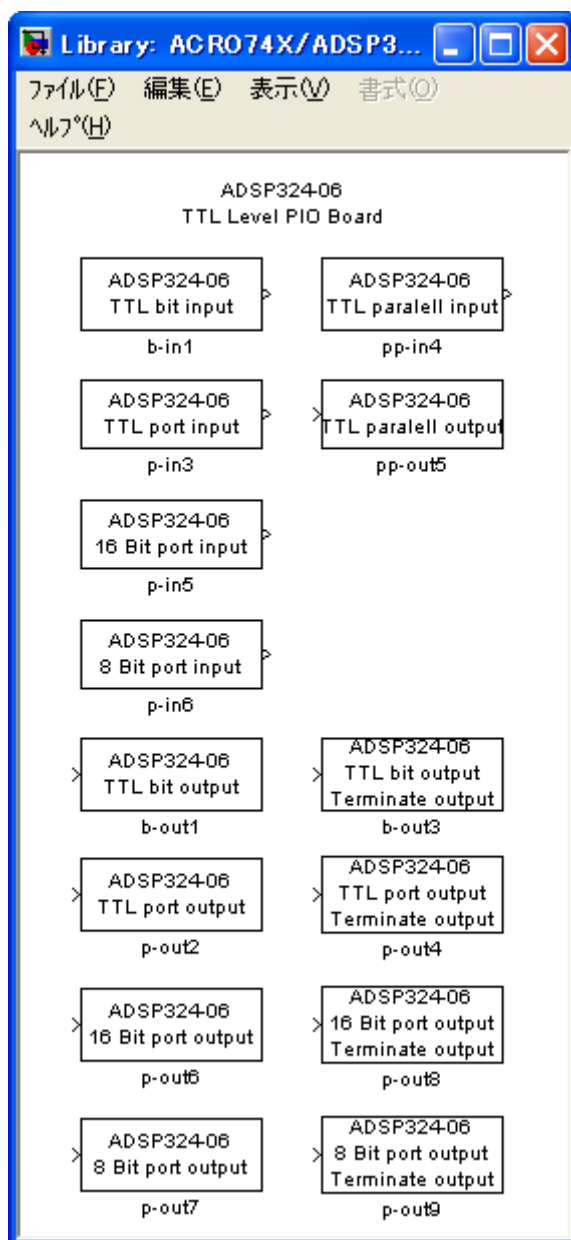 Library: ACRO74X/ADSP3...
ファイル(F) 編集(E) 表示(V) 書式(O)
ヘルプ(H)
ADSP324-06
TTL Level PIO Board
ADSP324-06
TTL bit input
b-in1
ADSP324-06
TTL paralell input
pp-in4
ADSP324-06
TTL port input
p-in3
ADSP324-06
TTL paralell output
pp-out5
ADSP324-06
16 Bit port input
p-in5
ADSP324-06
8 Bit port input
p-in6
ADSP324-06
TTL bit output
b-out1
ADSP324-06
TTL bit output
Terminate output
b-out3
ADSP324-06
TTL port output
p-out2
ADSP324-06
TTL port output
Terminate output
p-out4
ADSP324-06
16 Bit port output
p-out6
ADSP324-06
16 Bit port output
Terminate output
p-out8
ADSP324-06
8 Bit port output
p-out7
ADSP324-06
8 Bit port output
Terminate output
p-out9